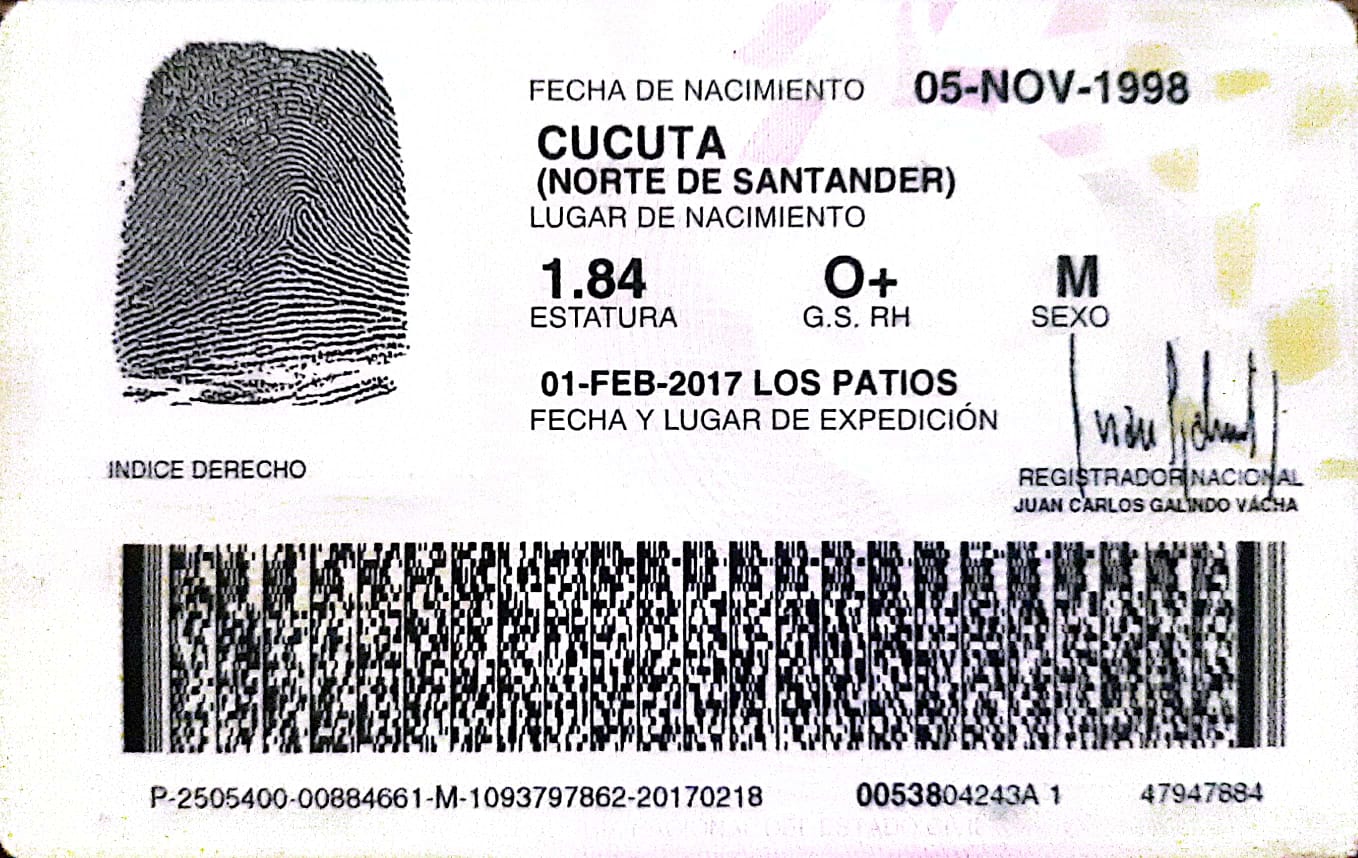 FECHA DE NACIMIENTO 05-NOV-1998
CUCUTA
(NORTE DE SANTANDER)
LUGAR DE NACIMIENTO
1.84 O+ M
ESTATURA G.S. RH SEXO
01-FEB-2017 LOS PATIOS
FECHA Y LUGAR DE EXPEDICIÓN
INDICE DERECHO
REGISTRADOR NACIONAL
JUAN CARLOS GALINDO VÁCHA
P-2505400-00884661-M-1093797862-20170218 0053804243A 1 47947884